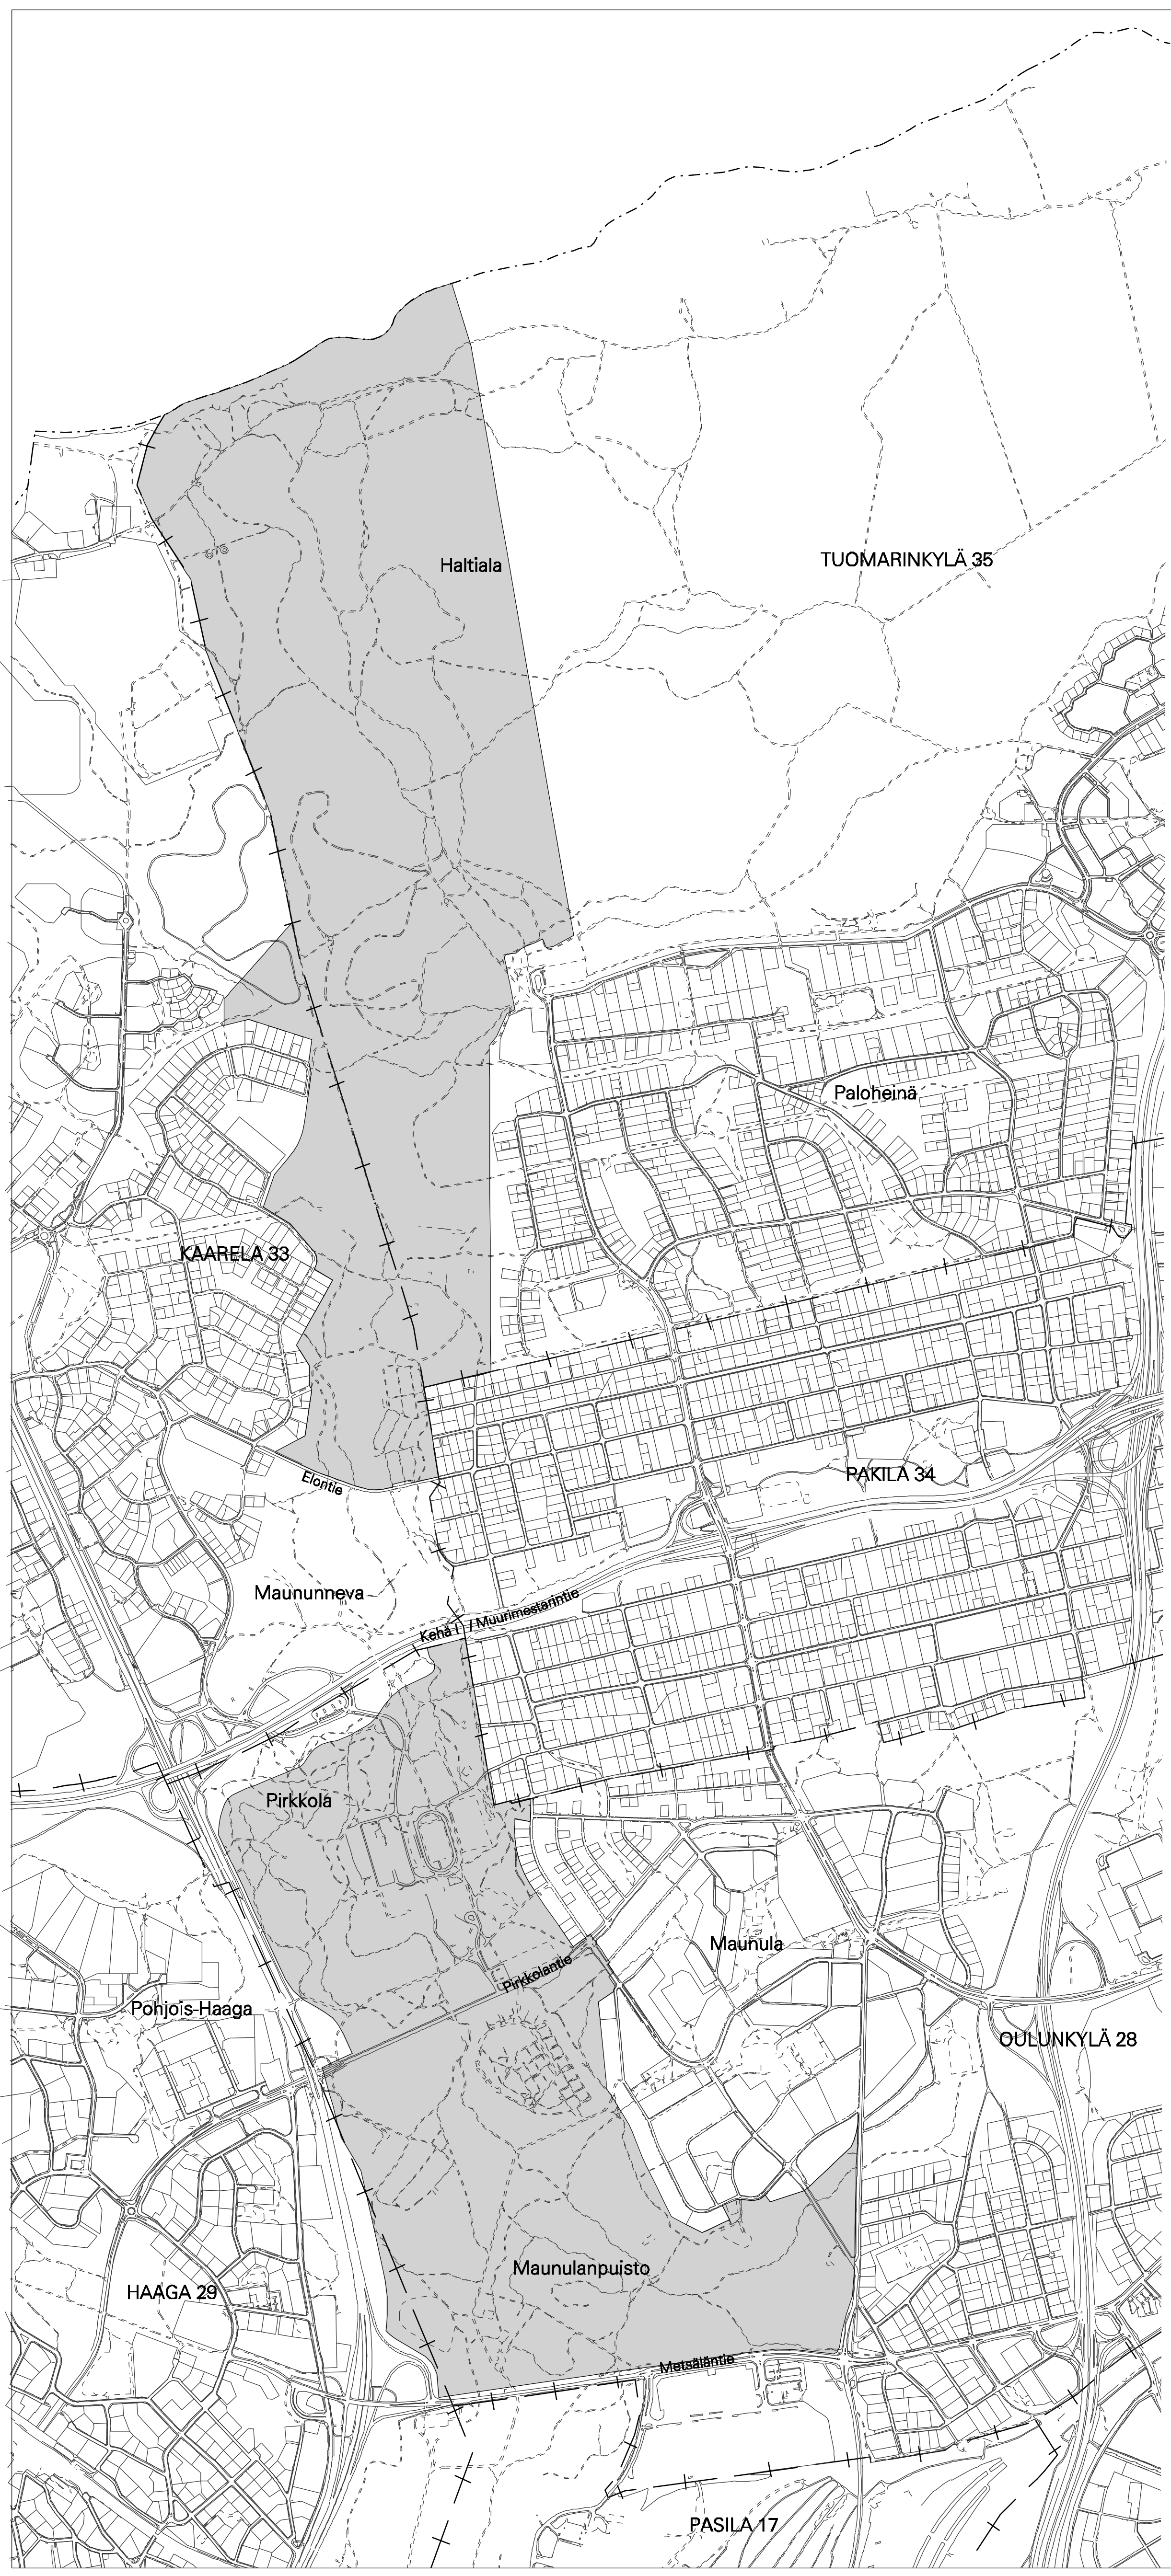 Haltiala
TUOMARINKYLÄ 35
Paloheinä
KAARELA 33
PAKILA 34
Elontie
Maununneva
Kehä I / Muurimestarintie
Pirkkola
Maunula
Pirkkolantie
Pohjois-Haaga
OULUNKYLÄ 28
Maunulanpuisto
HAAGA 29
Metsäläntie
PASILA 17